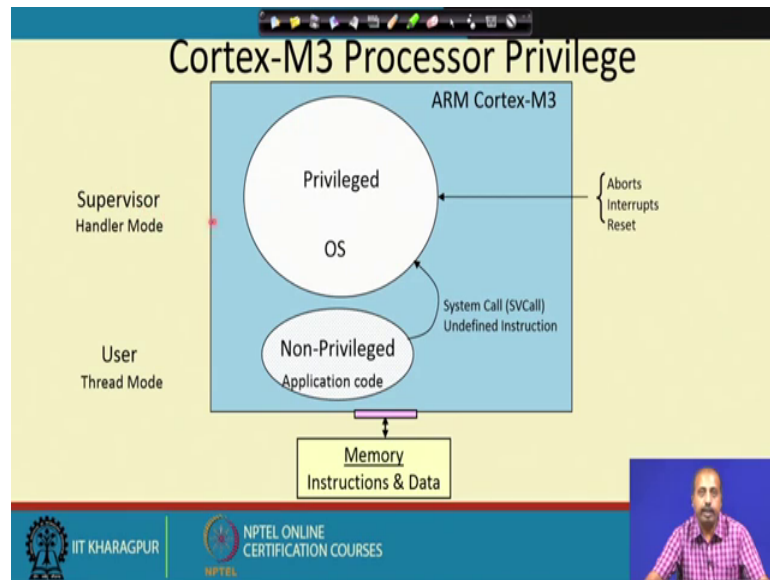 Cortex-M3 Processor Privilege
ARM Cortex-M3
Privileged
OS
Supervisor
Handler Mode
Aborts
Interrupts
Reset
System Call (SVCall)
Undefined Instruction
Non-Privileged
Application code
User
Thread Mode
Memory
Instructions & Data
IIT KHARAGPUR
NPTEL
NPTEL ONLINE
CERTIFICATION COURSES